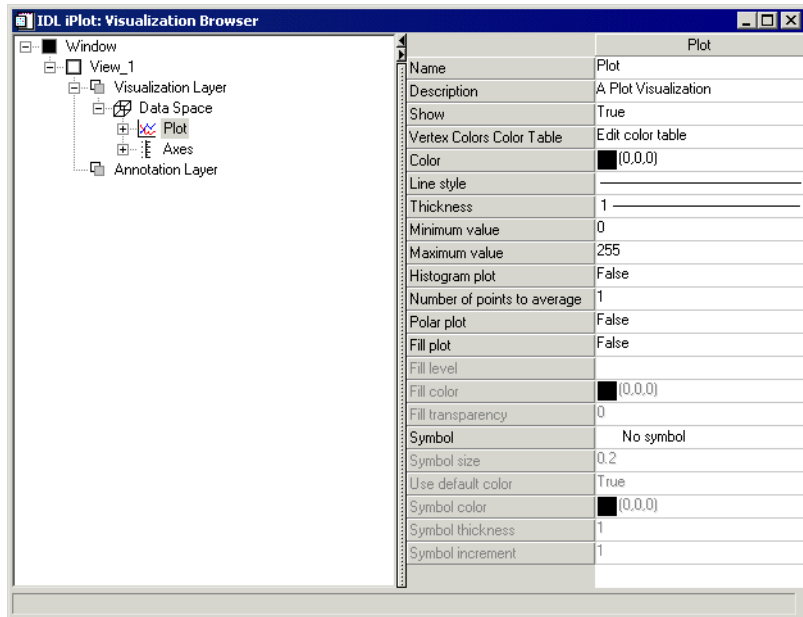 IDL iPlot: Visualization Browser
Window
View_1
Visualization Layer
Data Space
Plot
Axes
Annotation Layer
Plot
Name Plot
Description A Plot Visualization
Show True
Vertex Colors Color Table Edit color table
Color (0,0,0)
Line style
Thickness 1
Minimum value 0
Maximum value 255
Histogram plot False
Number of points to average 1
Polar plot False
Fill plot False
Fill level
Fill color (0,0,0)
Fill transparency 0
Symbol No symbol
Symbol size 0.2
Use default color True
Symbol color (0,0,0)
Symbol thickness 1
Symbol increment 1